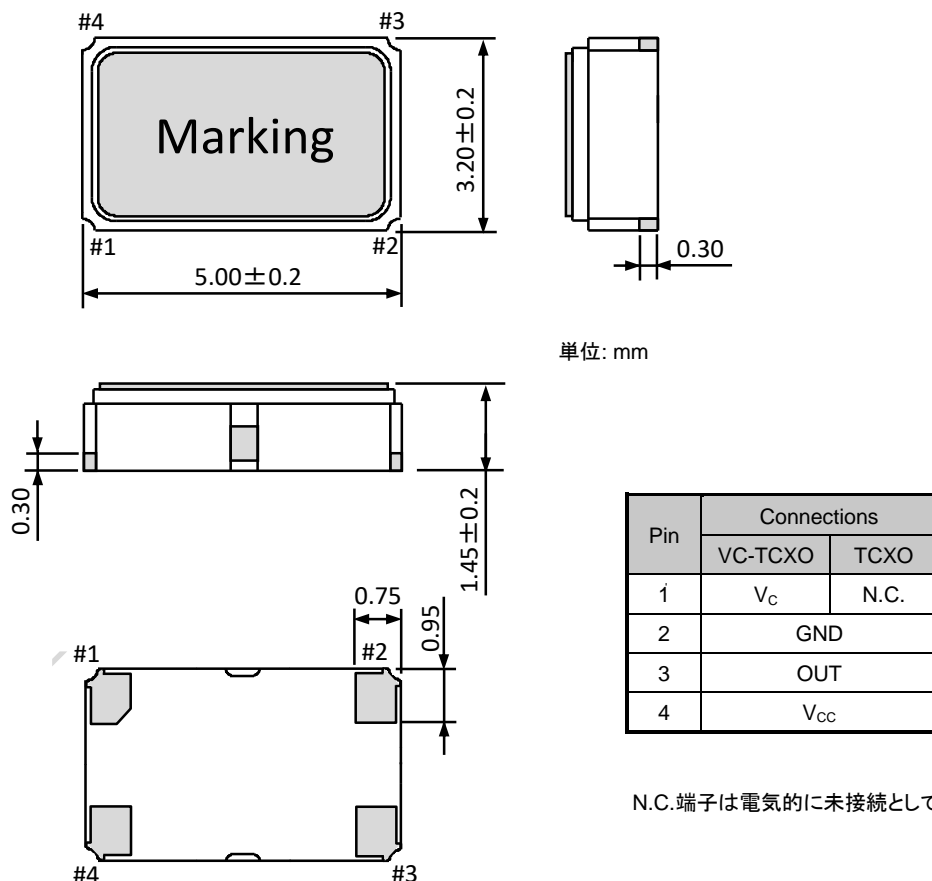 #4 #3
Marking
3.20±0.2
#1 #2
5.00±0.2
0.30
単位: mm
0.30
1.45±0.2
0.75
0.95
#1 #2
#4 #3
Pin Connections
VC-TCXO TCXO
1 VC N.C.
2 GND
3 OUT
4 VCC
N.C.端子は電気的に未接続として